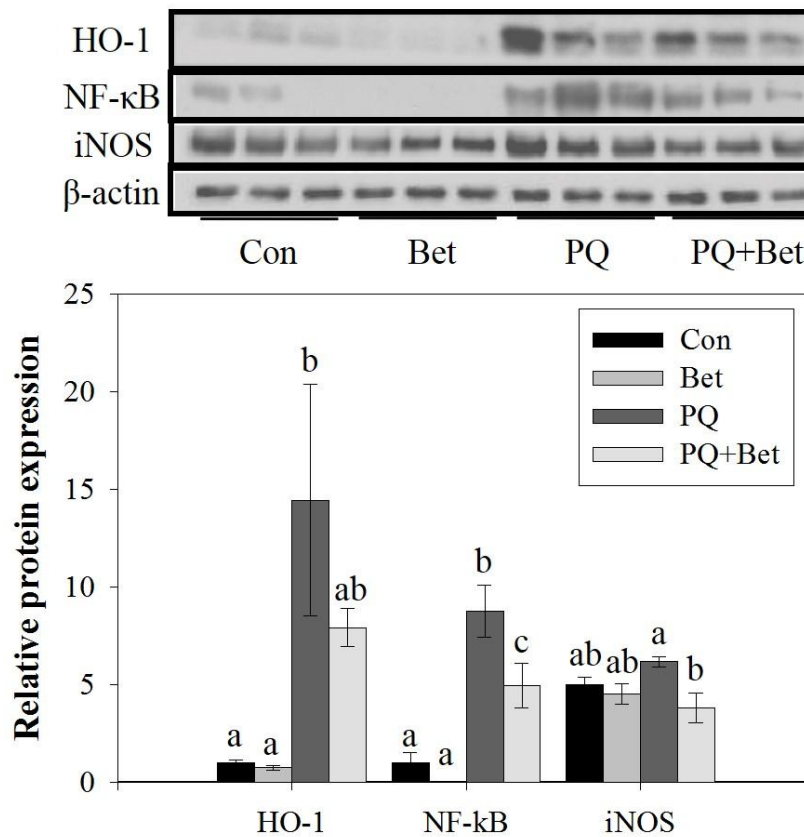 HO-1
NF-κB
iNOS
β-actin
Con Bet PQ PQ+Bet
Relative protein expression
25
20
15
10
5
0
Con
Bet
PQ
PQ+Bet
a a b ab
a a b c
ab ab a b
HO-1 NF-kB iNOS